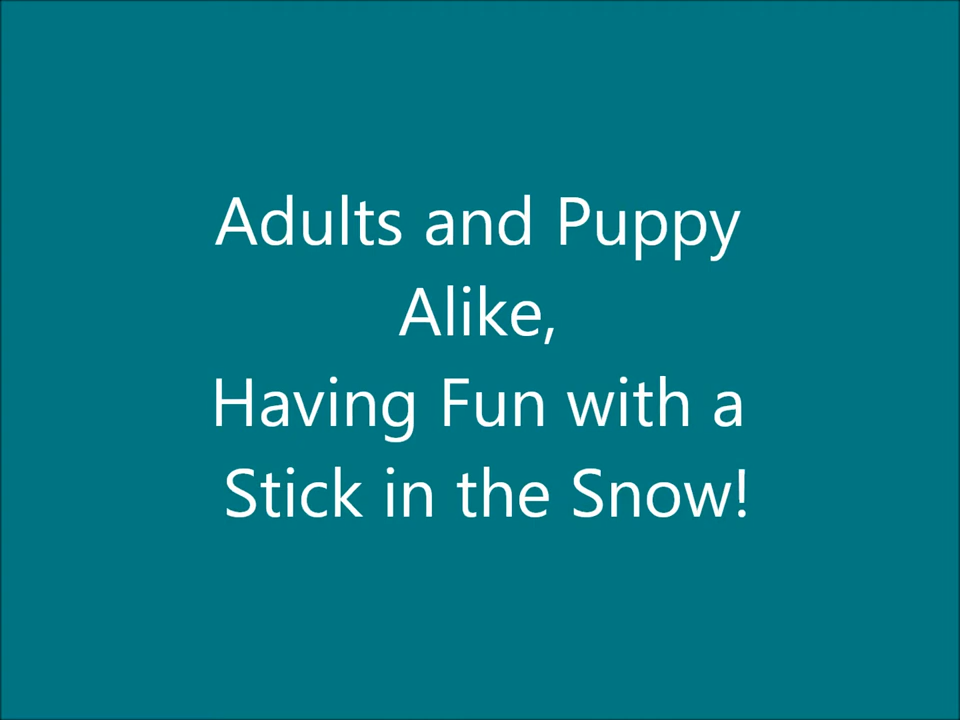 Adults and Puppy
Alike,
Having Fun with a
Stick in the Snow!